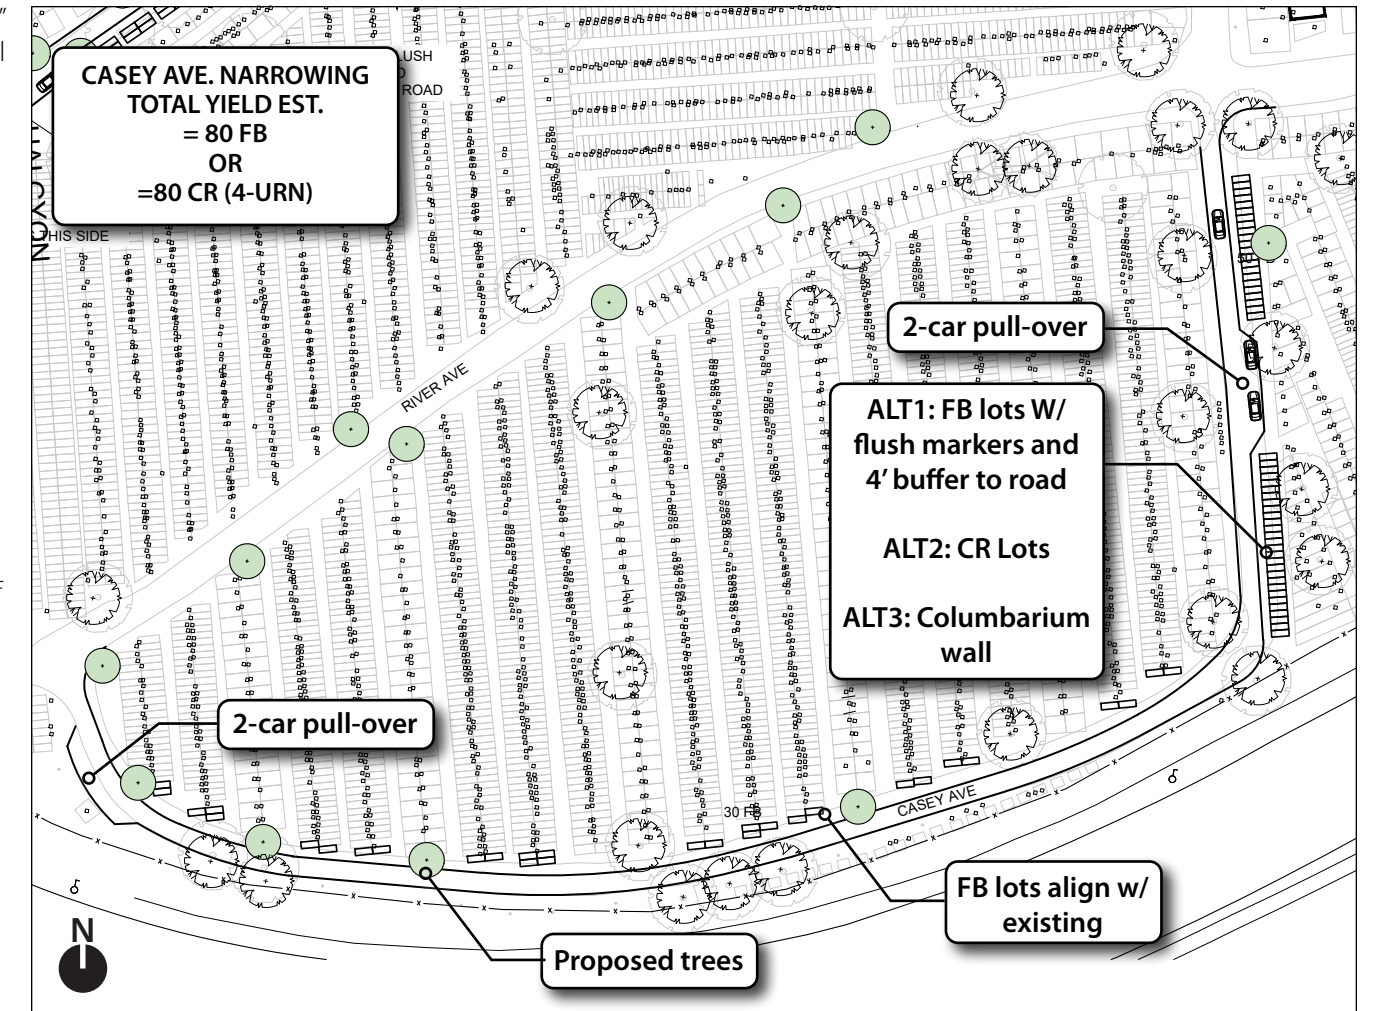 CASEY AVE. NARROWING
TOTAL YIELD EST.
= 80 FB
OR
=80 CR (4-URN)
ROAD
THIS SIDE
RIVER AVE
2-car pull-over
ALT1: FB lots W/
flush markers and
4' buffer to road
ALT2: CR Lots
ALT3: Columbarium
wall
2-car pull-over
30 FB
CASEY AVE
FB lots align w/
existing
Proposed trees
N